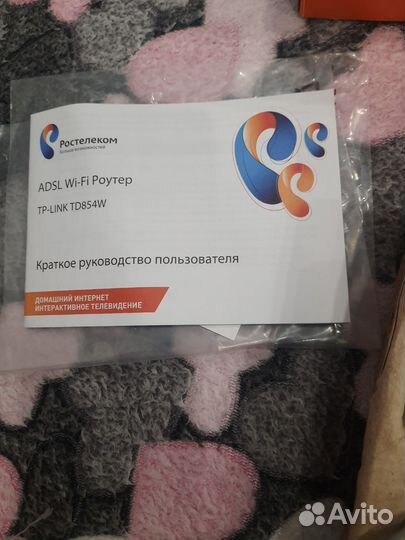 Ростелеком
Больше возможностей
ADSL Wi-Fi Роутер
TP-LINK TD854W
Краткое руководство пользователя
ДОМАШНИЙ ИНТЕРНЕТ
ИНТЕРАКТИВНОЕ ТЕЛЕВИДЕНИЕ
Avito